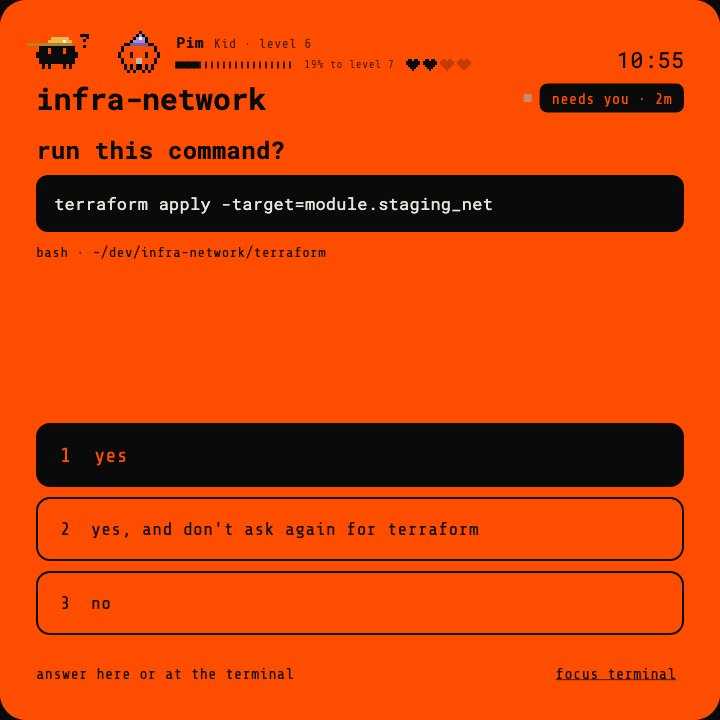 Pim Kid · level 6
19% to level 7
10:55
infra-network
needs you · 2m
run this command?
terraform apply -target=module.staging_net
bash · ~/dev/infra-network/terraform
1 yes
2 yes, and don't ask again for terraform
3 no
answer here or at the terminal
focus terminal